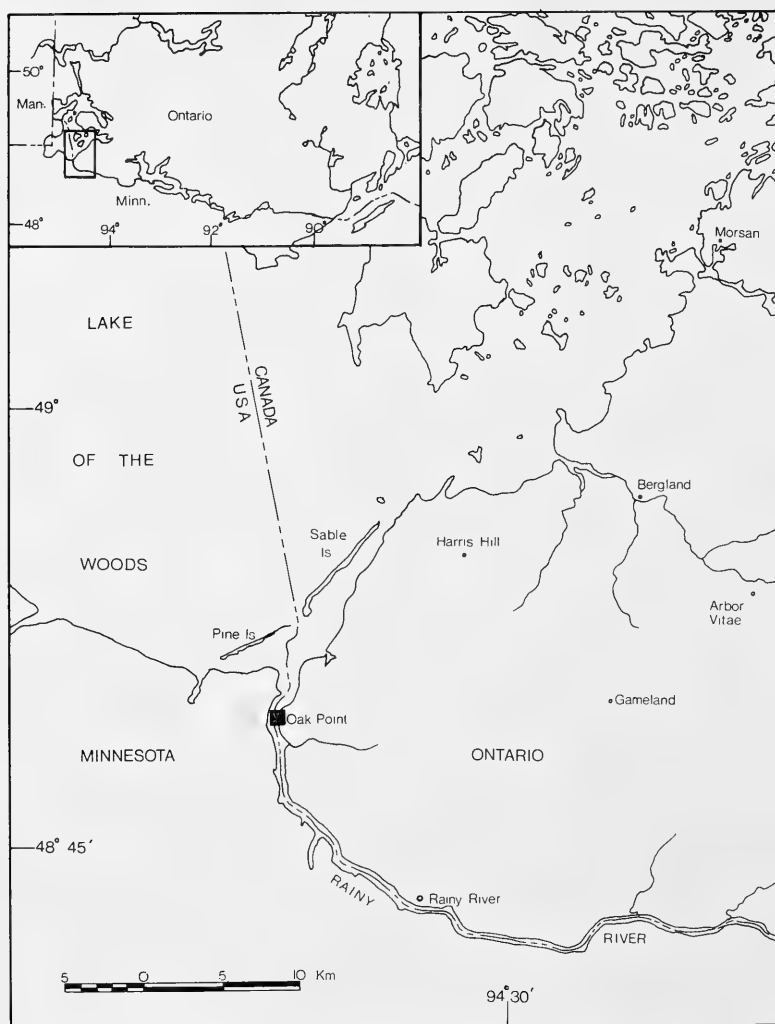 50°
Man.
Ontario
Minn.
48°
94°
92°
90°
Morsan
LAKE
CANADA
USA
49°
OF THE
Bergland
Sable
Is
Harris Hill
WOODS
Arbor
Vitae
Pine Is
Gameland
Oak Point
MINNESOTA
ONTARIO
48° 45′
RAINY
Rainy River
RIVER
5 0 5 10 Km
94° 30′